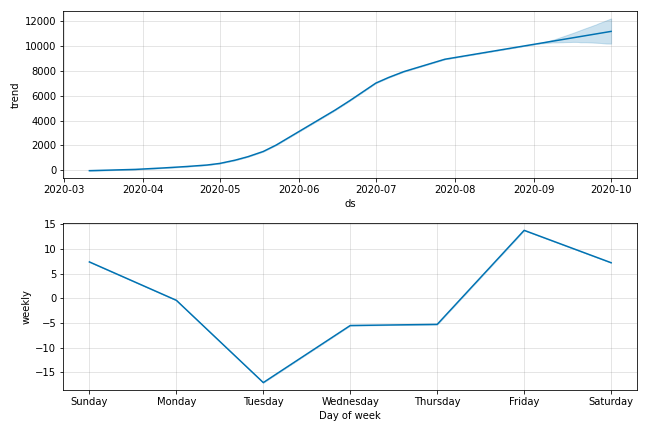 12000
10000
8000
6000
4000
2000
0
trend
2020-03 2020-04 2020-05 2020-06 2020-07 2020-08 2020-09 2020-10
ds
15
10
5
0
−5
−10
−15
weekly
Sunday Monday Tuesday Wednesday Thursday Friday Saturday
Day of week